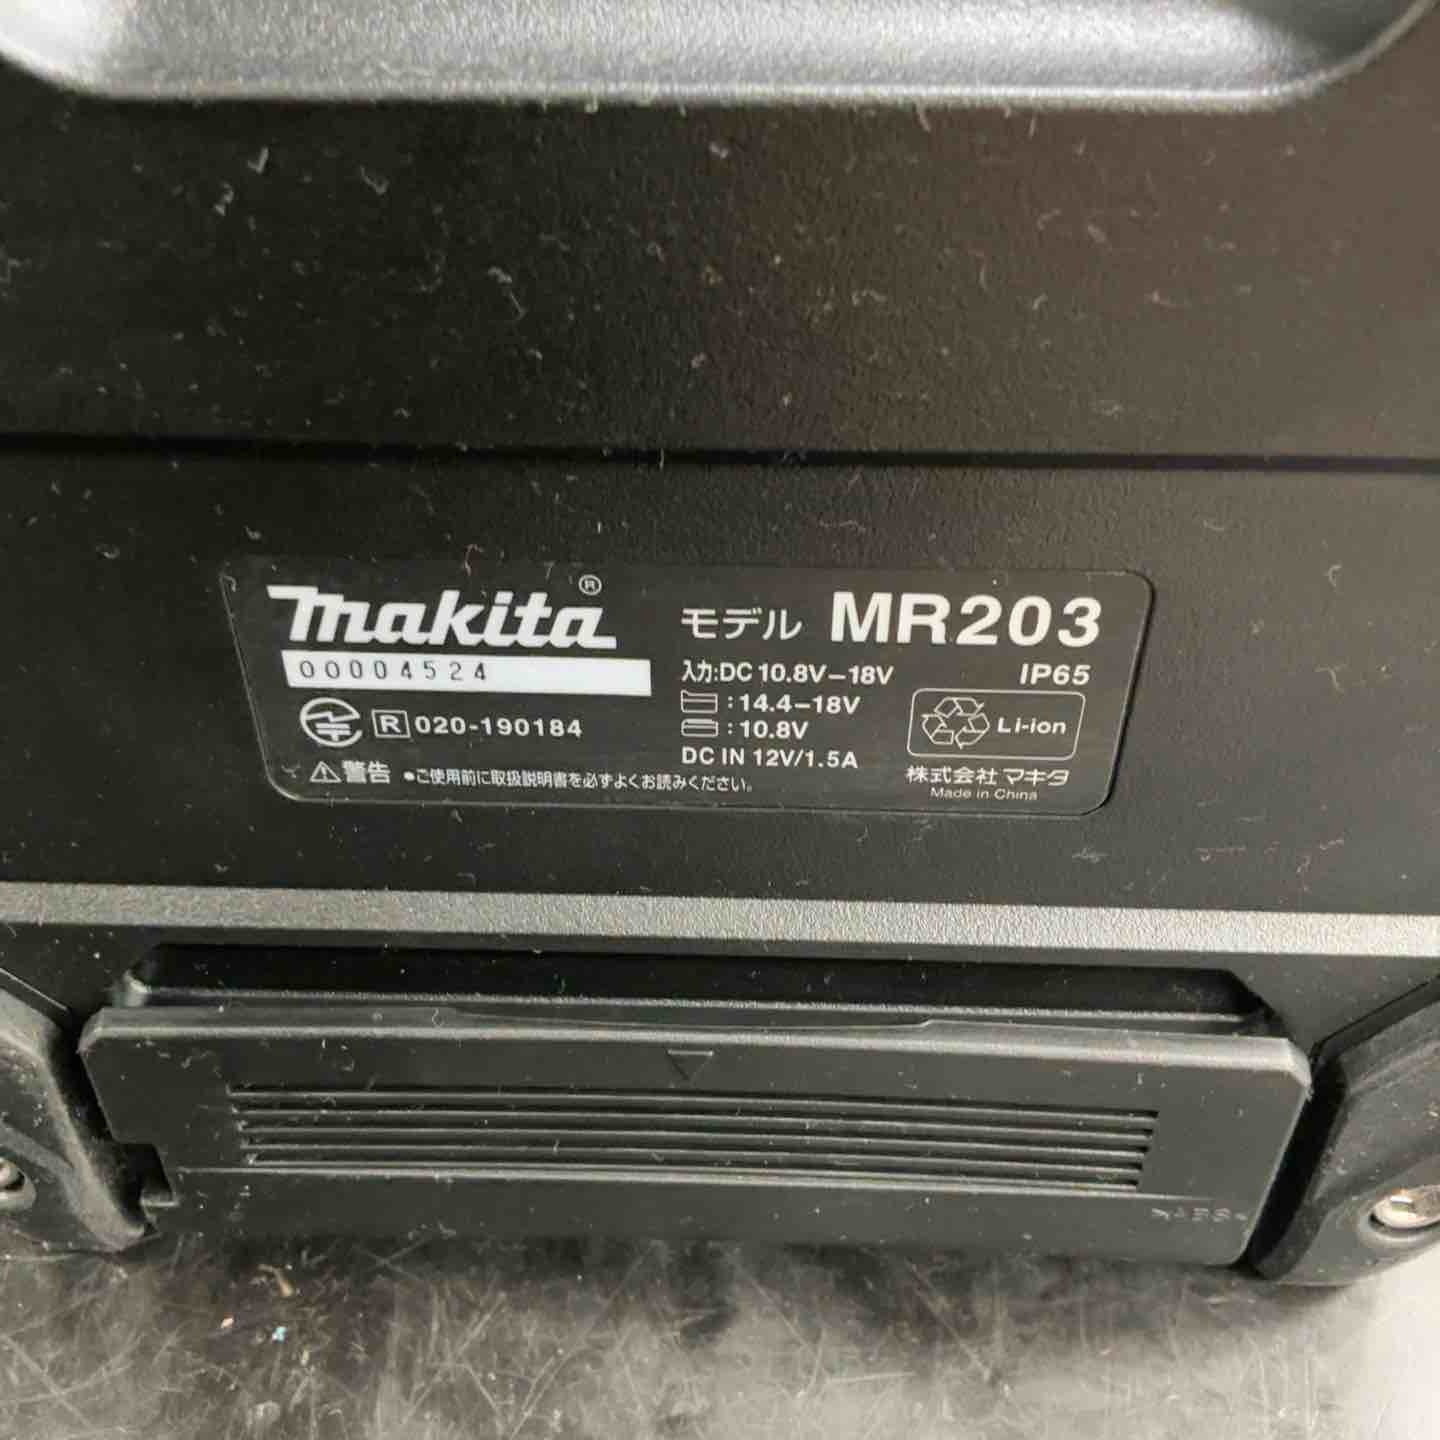 makita®
モデル MR203
00004524
入力:DC 10.8V-18V
IP65
:14.4-18V
:10.8V
Li-ion
R 020-190184
DC IN 12V/1.5A
警告 ●ご使用前に取扱説明書を必ずよくお読みください。
株式会社 マキタ
Made in China
>ABS<